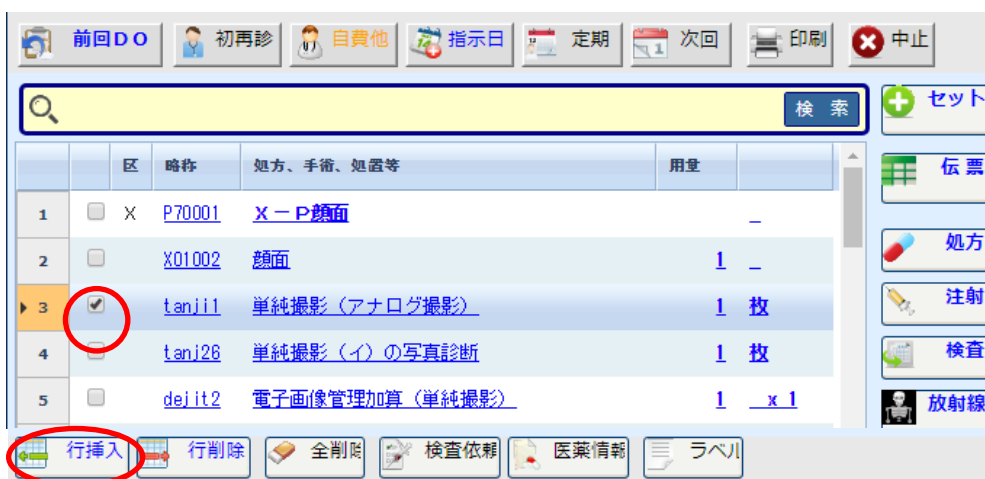 前回DO 初再診 自費他 指示日 定期 次回 印刷 中止
検 索 セット
区 略称 処方、手術、処置等 用量
伝票
1 X P70001 X－P顔面 _
2 X01002 顔面 1 _
処方
3 tanji1 単純撮影（アナログ撮影） 1 枚
注射
4 tanj26 単純撮影（イ）の写真診断 1 枚
検査
5 dejit2 電子画像管理加算（単純撮影） 1 x 1
放射線
行挿入 行削除 全削除 検査依頼 医薬情報 ラベル